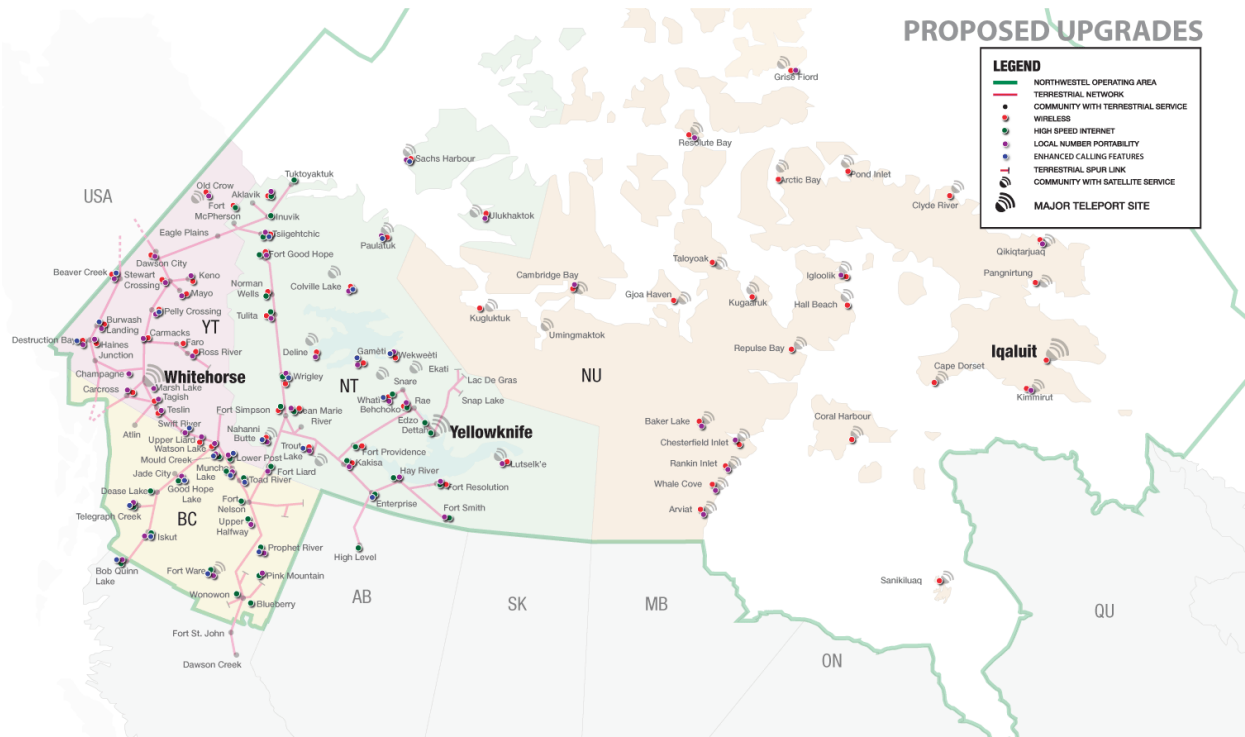 PROPOSED UPGRADES
LEGEND
NORTHWESTEL OPERATING AREA
TERRESTRIAL NETWORK
COMMUNITY WITH TERRESTRIAL SERVICE
WIRELESS
HIGH SPEED INTERNET
LOCAL NUMBER PORTABILITY
ENHANCED CALLING FEATURES
TERRESTRIAL SPUR LINK
COMMUNITY WITH SATELLITE SERVICE
MAJOR TELEPORT SITE
Grise Fiord
Resolute Bay
Sachs Harbour
Tuktoyaktuk
Old Crow
Aklavik
Fort
McPherson
Inuvik
USA
Arctic Bay
Pond Inlet
Clyde River
Ulukhaktok
Eagle Plains
Tsiigehtchic
Paulatuk
Qikiqtarjuaq
Dawson City
Fort Good Hope
Taloyoak
Igloolik
Pangnirtung
Beaver Creek
Stewart
Crossing
Keno
Mayo
Norman
Wells
Colville Lake
Cambridge Bay
Gjoa Haven
Kugaaruk
Hall Beach
Kugluktuk
Umingmaktok
Pelly Crossing
Tulita
YT
Burwash
Landing
Destruction Bay
Haines
Junction
Carmacks
Faro
Ross River
Deline
Gamèti
Wekweèti
Repulse Bay
Iqaluit
Champagne
Whitehorse
Wrigley
NT
Ekati
Lac De Gras
Snare
Snap Lake
NU
Cape Dorset
Kimmirut
Carcross
Marsh Lake
Tagish
Teslin
Whati
Behchoko
Rae
Edzo
Dettah
Yellowknife
Fort Simpson
Jean Marie
River
Coral Harbour
Baker Lake
Atlin
Swift River
Upper Liard
Watson Lake
Nahanni
Butte
Trout
Lake
Chesterfield Inlet
Mould Creek
Lower Post
Fort Providence
Kakisa
Lutselk'e
Rankin Inlet
Jade City
Muncho
Lake
Toad River
Fort Liard
Hay River
Good Hope
Lake
Fort Resolution
Whale Cove
Dease Lake
Fort
Nelson
Enterprise
Fort Smith
Arviat
Telegraph Creek
BC
Upper
Halfway
Iskut
Prophet River
High Level
Bob Quinn
Lake
Fort Ware
Pink Mountain
Sanikiluaq
Wonowon
Blueberry
AB
SK
MB
QU
Fort St. John
ON
Dawson Creek